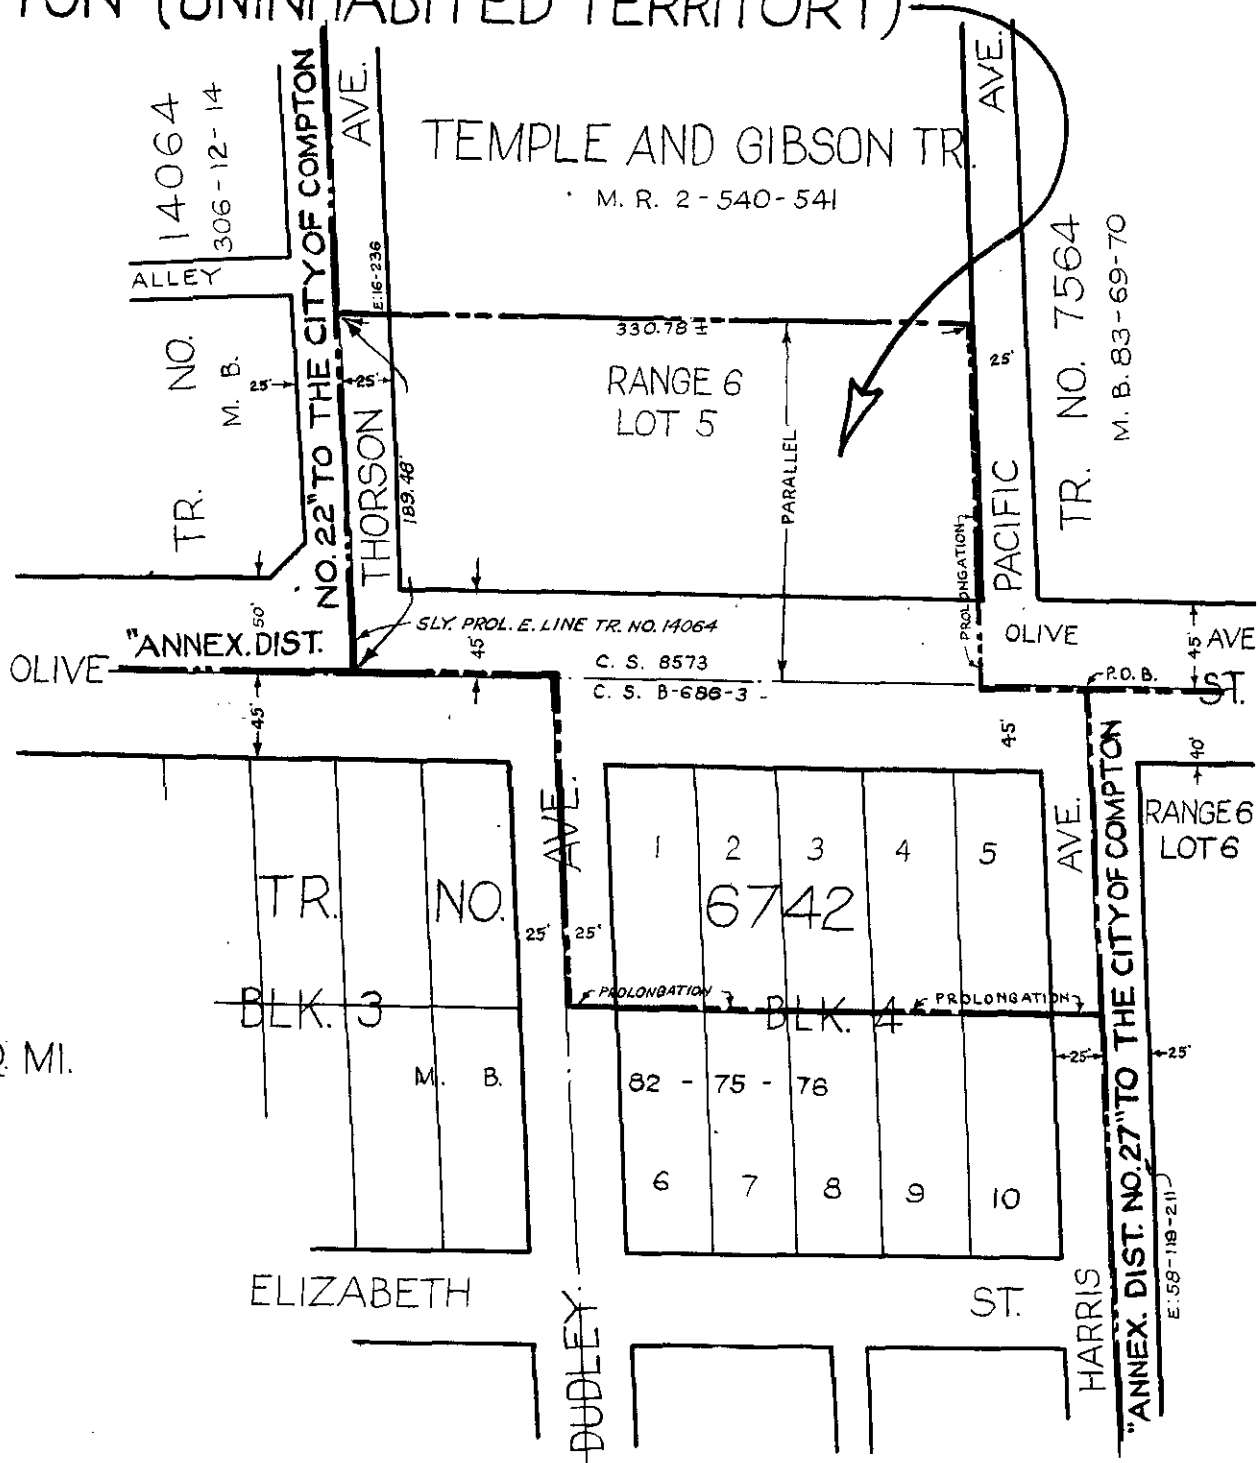 (UNINHABITED TERRITORY)
14064
306-12-14
TR. NO.
M. B.
ALLEY
"ANNEX. DIST. NO. 22" TO THE CITY OF COMPTON
THORSON AVE.
E:16-236
TEMPLE AND GIBSON TR.
M. R. 2-540-541
330.78 ±
RANGE 6
LOT 5
25'
25'
189.48'
PARALLEL
PROLONGATION
25'
PACIFIC AVE.
TR. NO. 7564
M. B. 83-69-70
50'
45'
SLY. PROL. E. LINE TR. NO. 14064
OLIVE
C. S. 8573
C. S. B-686-3
OLIVE AVE
45'
P.O.B.
ST.
45'
45'
40'
TR. NO. 6742
1 2 3 4 5
AVE.
AVE.
RANGE 6
LOT 6
25' 25'
PROLONGATION
PROLONGATION
BLK. 3
BLK. 4
MI.
M. B. 82 - 75 - 76
25'
25'
6 7 8 9 10
ELIZABETH ST.
DUDLEY
HARRIS
"ANNEX. DIST. NO. 27" TO THE CITY OF COMPTON
E:58-118-211